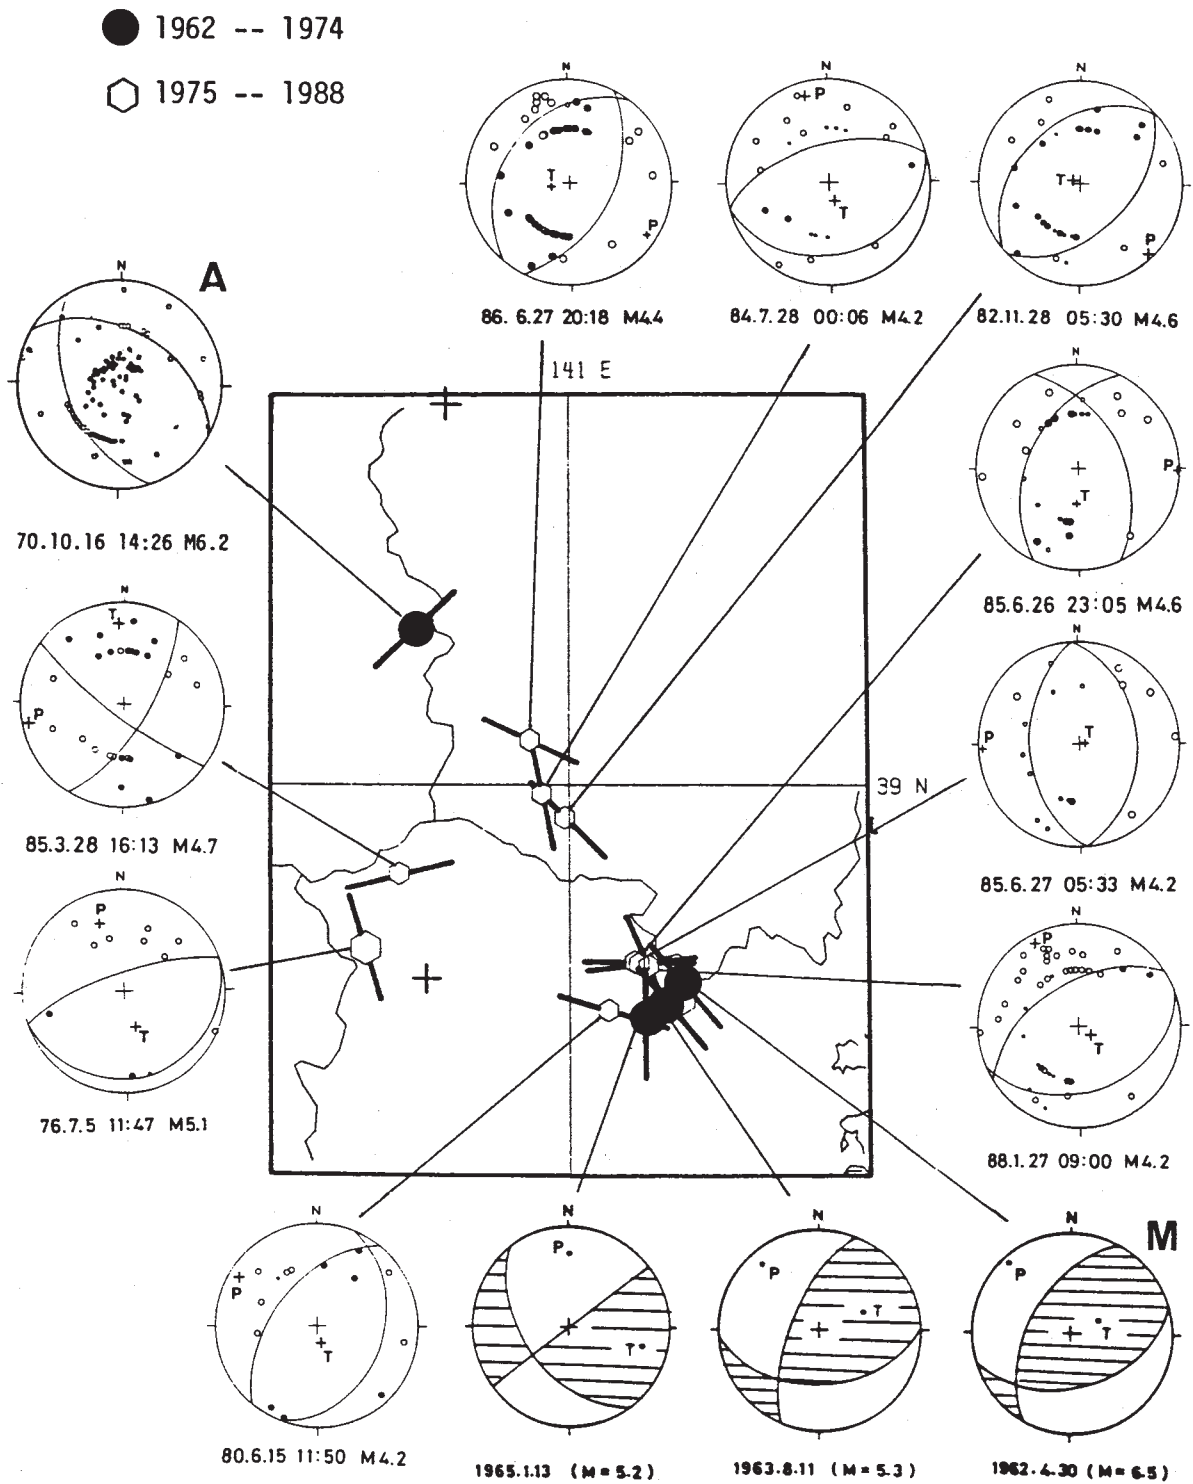 1962 -- 1974
1975 -- 1988
N
N
N
T
P
P
T
T
P
86. 6.27 20:18 M4.4
84.7.28 00:06 M4.2
82.11.28 05:30 M4.6
N
A
70.10.16 14:26 M6.2
141 E
N
P
T
85.6.26 23:05 M4.6
N
T
P
85.3.28 16:13 M4.7
39 N
N
P
T
85.6.27 05:33 M4.2
N
P
T
76.7.5 11:47 M5.1
N
P
T
88.1.27 09:00 M4.2
N
P
T
80.6.15 11:50 M4.2
N
P
T
1965.1.13 (M=5.2)
N
P
T
1963.8.11 (M=5.3)
N
M
P
T
1962.4.30 (M=6.5)